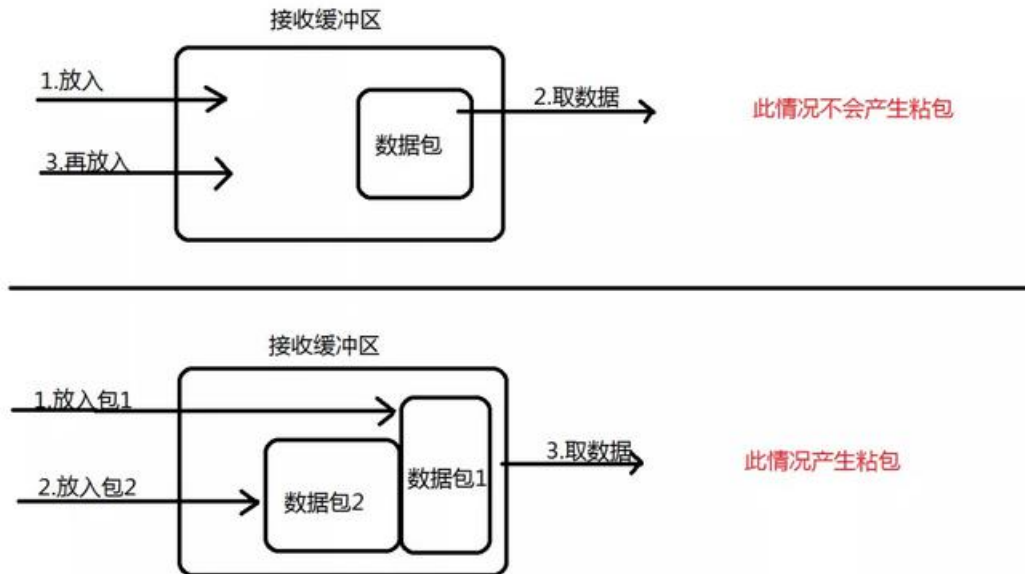 接收缓冲区
1.放入
2.取数据
此情况不会产生粘包
数据包
3.再放入
接收缓冲区
1.放入包1
3.取数据
此情况产生粘包
数据包1
2.放入包2
数据包2